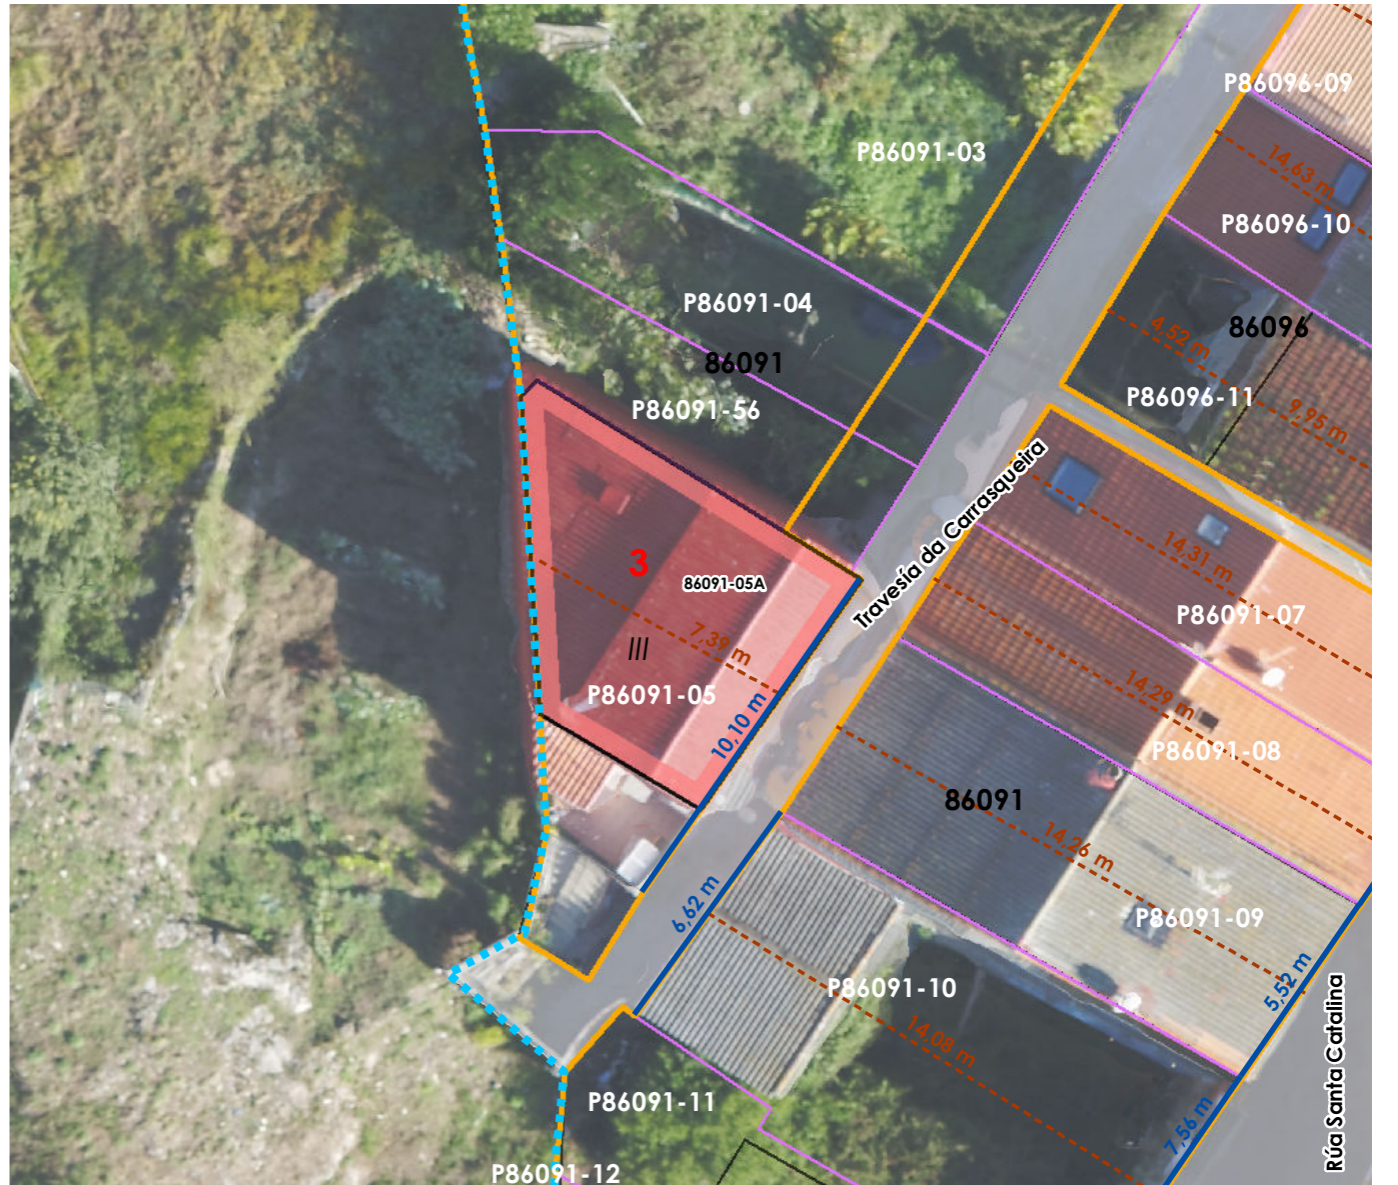 P86096-09
P86091-03
14,63 m
P86096-10
P86091-04
86096
4,52 m
86091
P86096-11
P86091-56
9,95 m
Travesía da Carrasqueira
14,31 m
3
86091-05A
P86091-07
7,39 m
III
P86091-05
14,29 m
10,10 m
P86091-08
86091
14,26 m
6,62 m
P86091-09
5,52 m
P86091-10
14,08 m
Rúa Santa Catalina
P86091-11
7,56 m
P86091-12